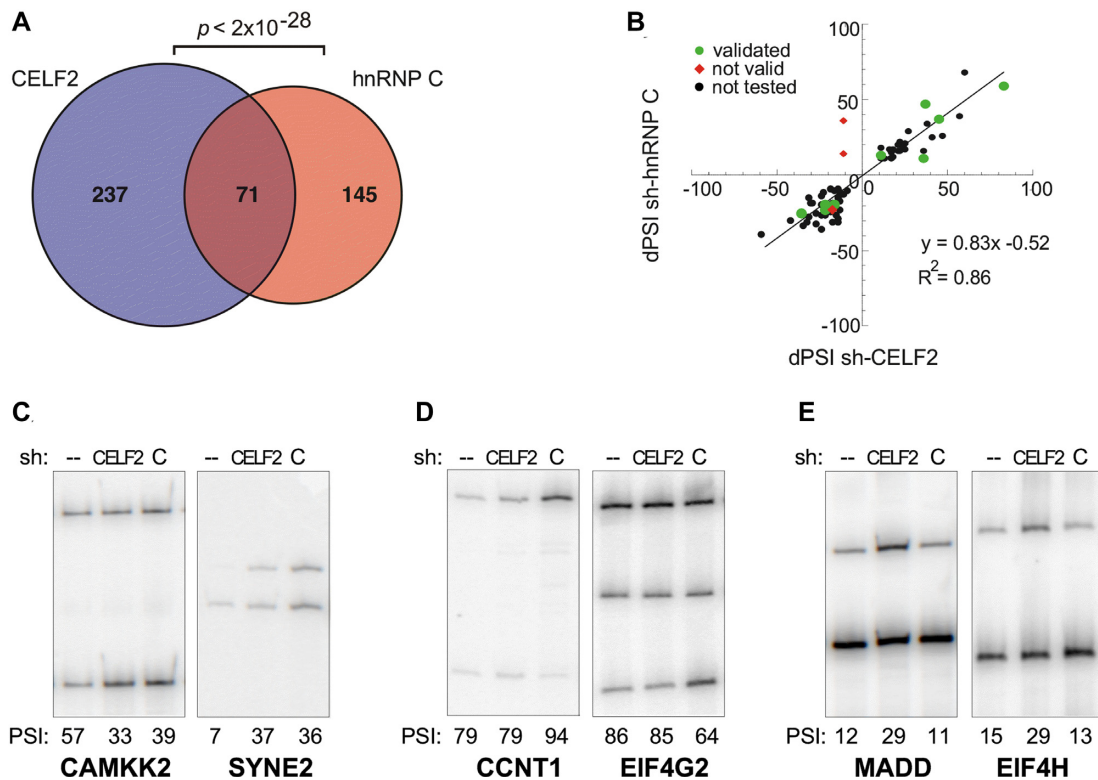 A
p < 2x10-28
CELF2
hnRNP C
237
71
145
B
validated
not valid
not tested
dPSI sh-hnRNP C
100
50
0
-100
-50
0
50
100
-50
-100
y = 0.83x -0.52
R2 = 0.86
dPSI sh-CELF2
C
sh: -- CELF2 C
-- CELF2 C
PSI: 57 33 39
7 37 36
CAMKK2
SYNE2
D
sh: -- CELF2 C
-- CELF2 C
PSI: 79 79 94
86 85 64
CCNT1
EIF4G2
E
sh: -- CELF2 C
-- CELF2 C
PSI: 12 29 11
15 29 13
MADD
EIF4H